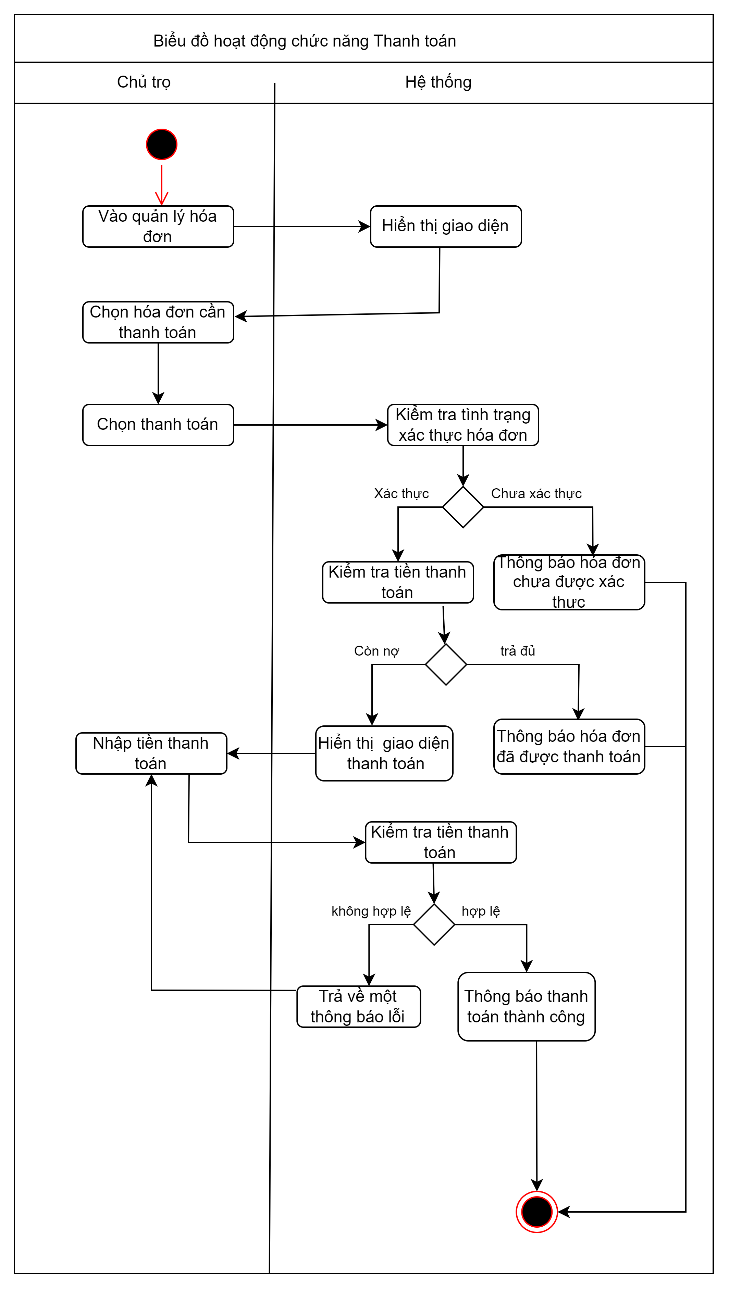 Biểu đồ hoạt động chức năng Thanh toán
Chủ trọ
Hệ thống
Vào quản lý hóa
đơn
Hiển thị giao diện
Chọn hóa đơn cần
thanh toán
Chọn thanh toán
Kiểm tra tình trạng
xác thực hóa đơn
Xác thực
Chưa xác thực
Kiểm tra tiền thanh
toán
Thông báo hóa đơn
chưa được xác
thực
Còn nợ
trả đủ
Nhập tiền thanh
toán
Hiển thị giao diện
thanh toán
Thông báo hóa đơn
đã được thanh toán
Kiểm tra tiền thanh
toán
không hợp lệ
hợp lệ
Trả về một
thông báo lỗi
Thông báo thanh
toán thành công